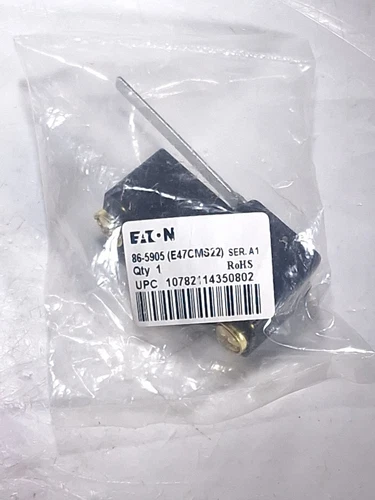 EATON
86-5905 (E47CMS22) SER. A1
Qty 1 RoHS
UPC 10782114350802